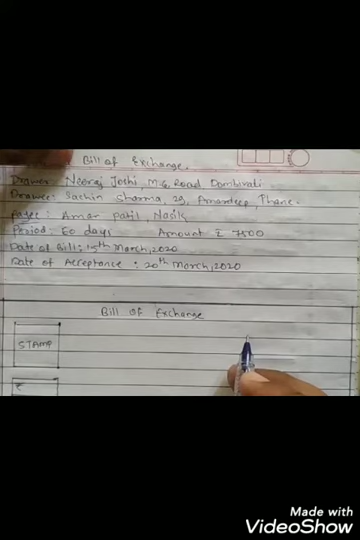 Bill of Exchange.
Drawer Neeraj Joshi M.G. Road Dombivali
Drawee: Sachin Sharma, 29, Amardeep, Thane.
Payee: Amar patil, Nasik
Period: 60 days Amount ₹ 7500
Date of Bill: 15th March, 2020
Date of Acceptance : 20th March, 2020
Bill of Exchange
STAMP
₹
Made with
VideoShow